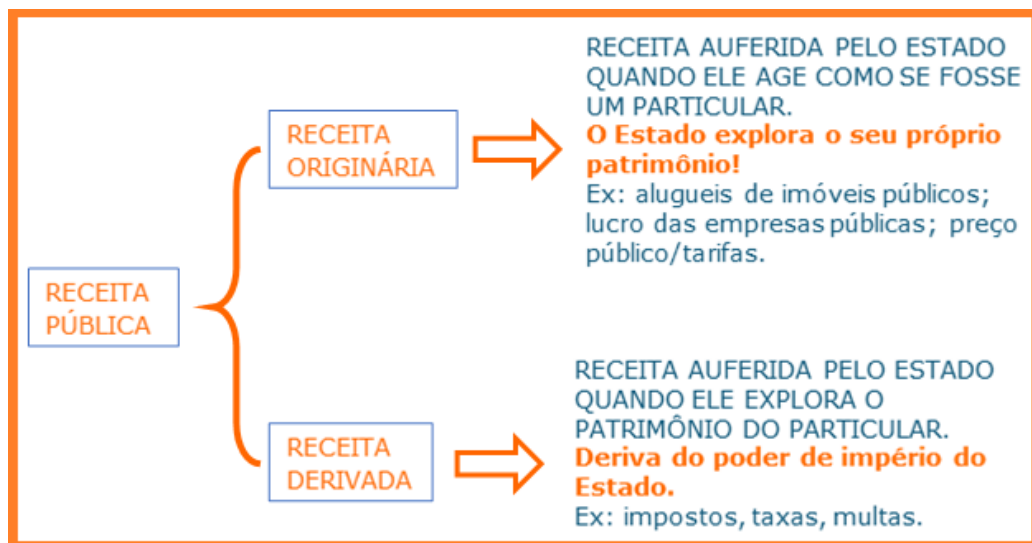 RECEITA
PÚBLICA
RECEITA
ORIGINÁRIA
RECEITA AUFERIDA PELO ESTADO
QUANDO ELE AGE COMO SE FOSSE
UM PARTICULAR.
O Estado explora o seu próprio
patrimônio!
Ex: alugueis de imóveis públicos;
lucro das empresas públicas; preço
público/tarifas.
RECEITA
DERIVADA
RECEITA AUFERIDA PELO ESTADO
QUANDO ELE EXPLORA O
PATRIMÔNIO DO PARTICULAR.
Deriva do poder de império do
Estado.
Ex: impostos, taxas, multas.